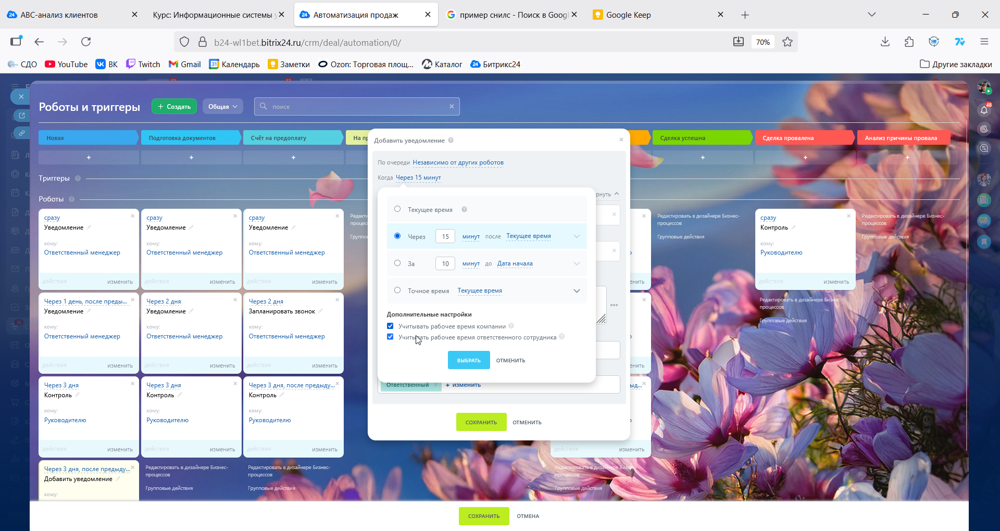 АВС-анализ клиентов
Курс: Информационные системы
Автоматизация продаж
пример снилс - Поиск в Goog
Google Keep
b24-wl1bet.bitrix24.ru/crm/deal/automation/0/
70%
СДО
YouTube
ВК
Twitch
Gmail
Календарь
Заметки
Ozon: Торговая площ...
Каталог
Битрикс24
Другие закладки
Роботы и триггеры
+ Создать
Общая
поиск
48
Новая
Подготовка документов
Счёт на предоплату
На пр
Сделка успешна
Сделка провалена
Анализ причины провала
Триггеры
Роботы
сразу
Уведомление
кому:
Ответственный менеджер
действия
изменить
сразу
Уведомление
кому:
Ответственный менеджер
действия
изменить
сразу
Уведомление
кому:
Ответственный менеджер
действия
изменить
Через 1 день, после преды...
Уведомление
кому:
Ответственный менеджер
действия
изменить
Через 2 дня
Уведомление
кому:
Ответственный менеджер
действия
изменить
Через 2 дня
Запланировать звонок
кому:
Ответственный менеджер
действия
изменить
Через 3 дня
Контроль
кому:
Руководителю
действия
изменить
Через 3 дня
Контроль
кому:
Руководителю
действия
изменить
Через 3 дня, после предыду...
Контроль
кому:
Руководителю
действия
изменить
Через 3 дня, после предыду...
Добавить уведомление
кому:
Редактировать в дизайнере Бизнес-
процессов
Групповые действия
Редактировать в дизайнере Бизнес-
процессов
Групповые действия
Добавить уведомление
По очереди Независимо от других роботов
Когда Через 15 минут
рнуть
Текущее время
Через 15 минут после Текущее время
За 10 минут до Дата начала
Точное время Текущее время
Дополнительные настройки
Учитывать рабочее время компании
Учитывать рабочее время ответственного сотрудника
ВЫБРАТЬ
ОТМЕНИТЬ
Ответственный
+ изменить
СОХРАНИТЬ
ОТМЕНИТЬ
действия
изменить
Редактировать в дизайнере Бизнес-
процессов
Групповые действия
Редактировать в дизайнере Бизнес-
процессов
Групповые действия
сразу
Контроль
кому:
Руководителю
действия
изменить
Редактировать в дизайнере Бизнес-
процессов
Групповые действия
Редактировать в дизайнере Бизнес-
процессов
Групповые действия
СОХРАНИТЬ
ОТМЕНА